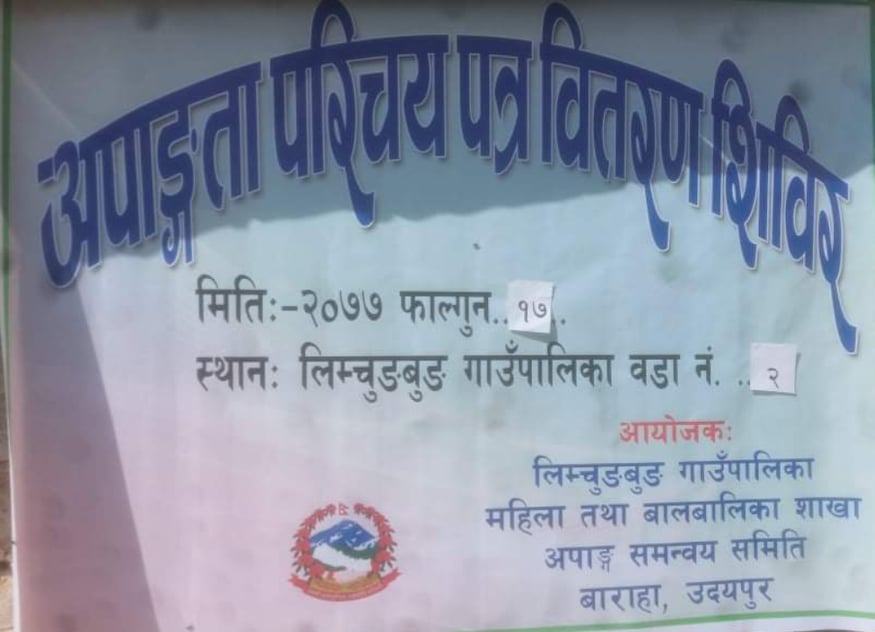 अपाङ्गता परिचय पत्र वितरण शिविर
मितिः-२०७७ फाल्गुन..१७..
स्थानः लिम्चुङबुङ गाउँपालिका वडा नं. ..२
आयोजकः
लिम्चुङबुङ गाउँपालिका
महिला तथा बालबालिका शाखा
अपाङ्ग समन्वय समिति
बाराहा, उदयपुर